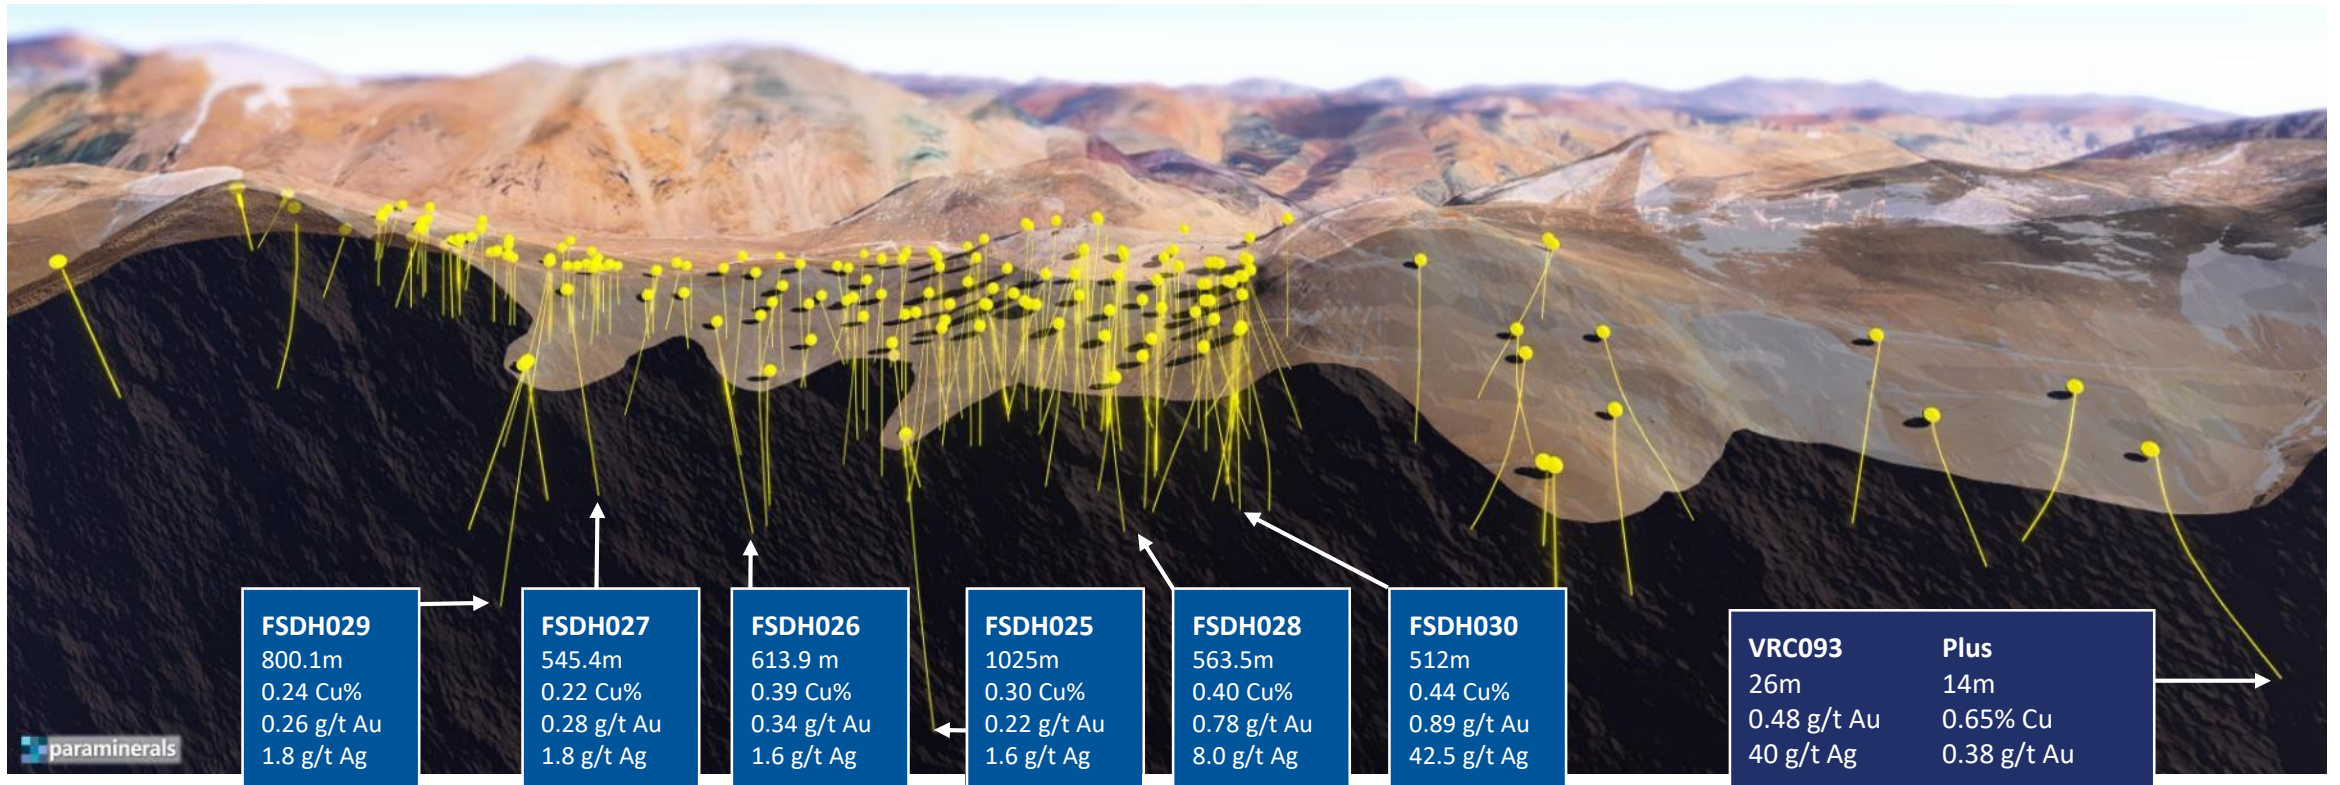 FSDH029
800.1m
0.24 Cu%
0.26 g/t Au
1.8 g/t Ag
FSDH027
545.4m
0.22 Cu%
0.28 g/t Au
1.8 g/t Ag
FSDH026
613.9 m
0.39 Cu%
0.34 g/t Au
1.6 g/t Ag
FSDH025
1025m
0.30 Cu%
0.22 g/t Au
1.6 g/t Ag
FSDH028
563.5m
0.40 Cu%
0.78 g/t Au
8.0 g/t Ag
FSDH030
512m
0.44 Cu%
0.89 g/t Au
42.5 g/t Ag
VRC093
26m
0.48 g/t Au
40 g/t Ag
Plus
14m
0.65% Cu
0.38 g/t Au
paraminerals